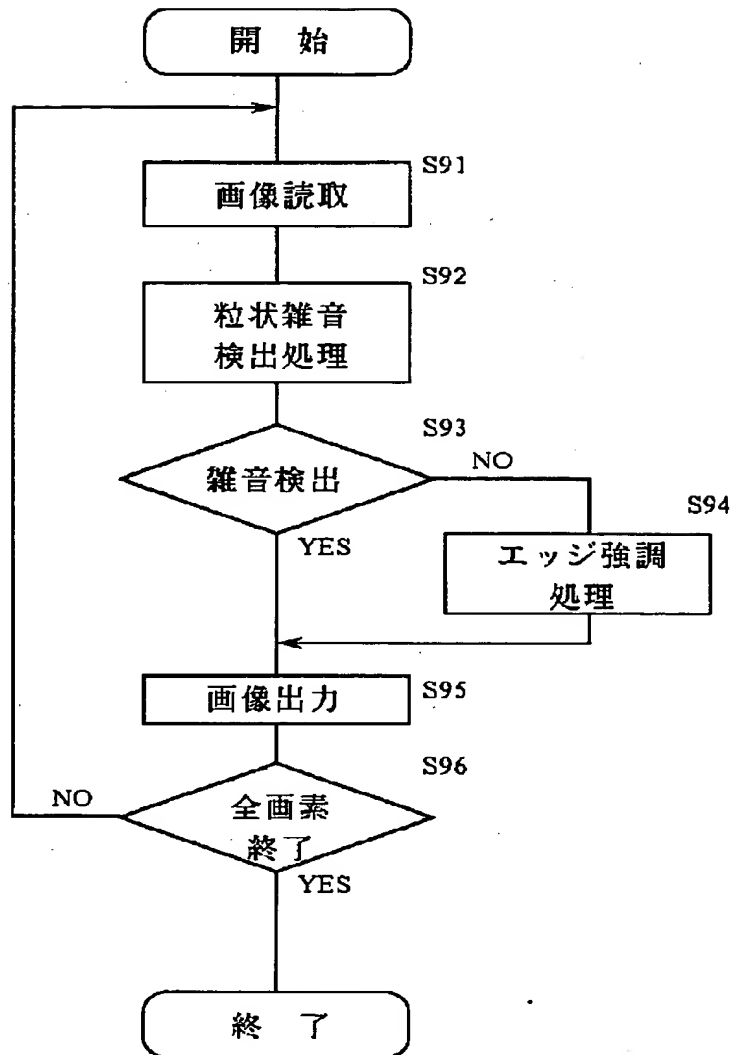 開 始
S91
画像読取
S92
粒状雑音
検出処理
S93
雑音検出
NO
YES
S94
エッジ強調
処理
画像出力
S95
S96
全画素
終了
NO
YES
終 了